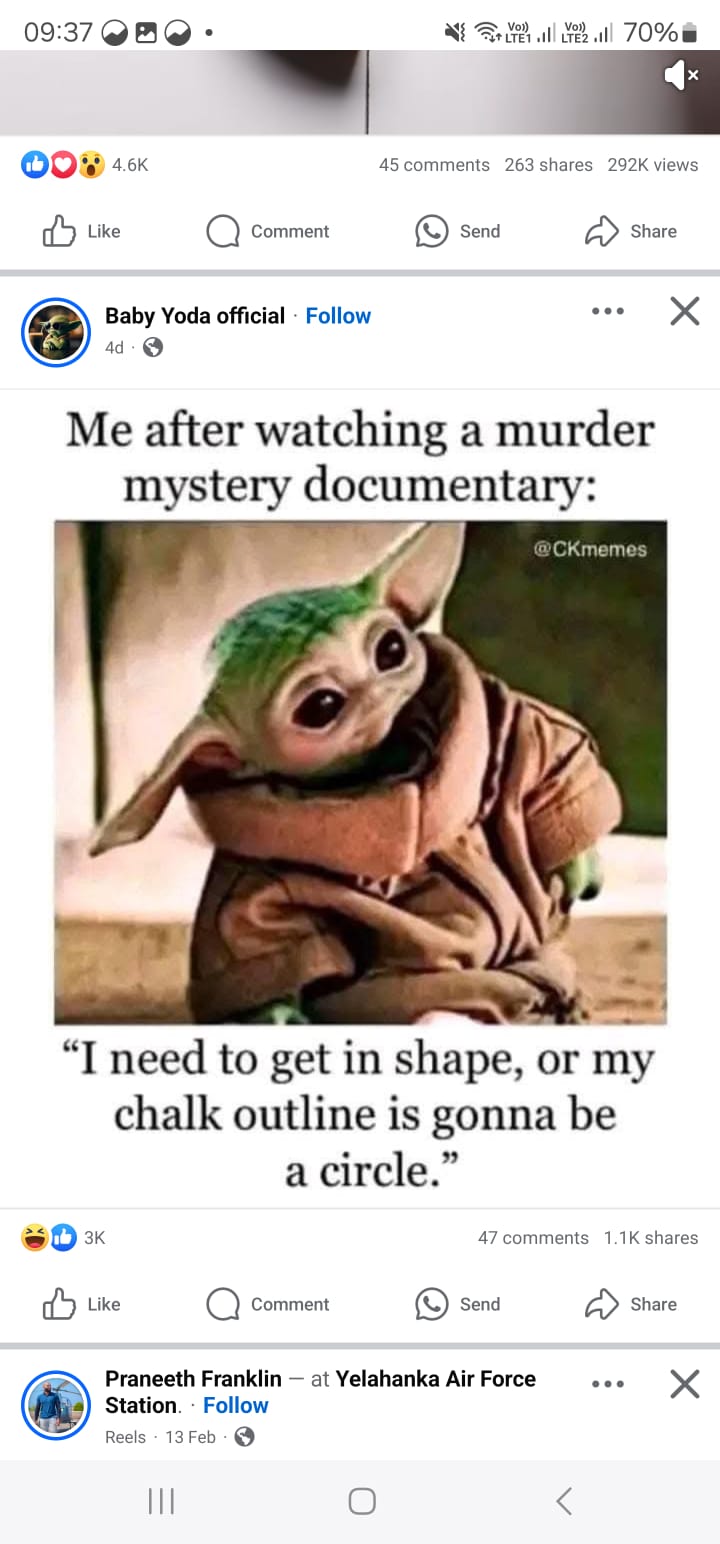 09:37 Vo)) LTE1 Vo)) LTE2 70%
4.6K 45 comments 263 shares 292K views
Like Comment Send Share
Baby Yoda official · Follow
4d ·
Me after watching a murder
mystery documentary:
@CKmemes
“I need to get in shape, or my
chalk outline is gonna be
a circle.”
3K 47 comments 1.1K shares
Like Comment Send Share
Praneeth Franklin — at Yelahanka Air Force
Station. · Follow
Reels · 13 Feb ·